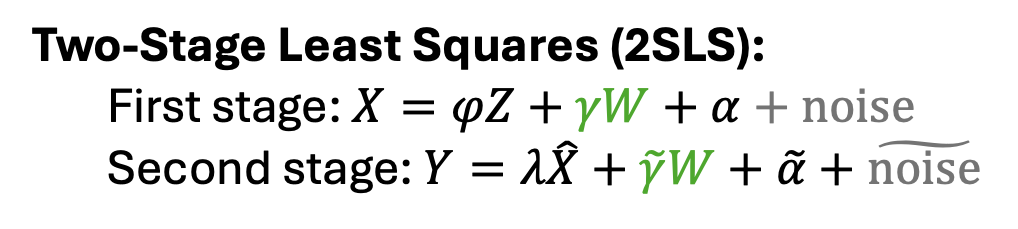 Two-Stage Least Squares (2SLS):
First stage: X = φZ + γW + α + noise
Second stage: Y = λX̂ + γ̃W + α̃ + noise͠